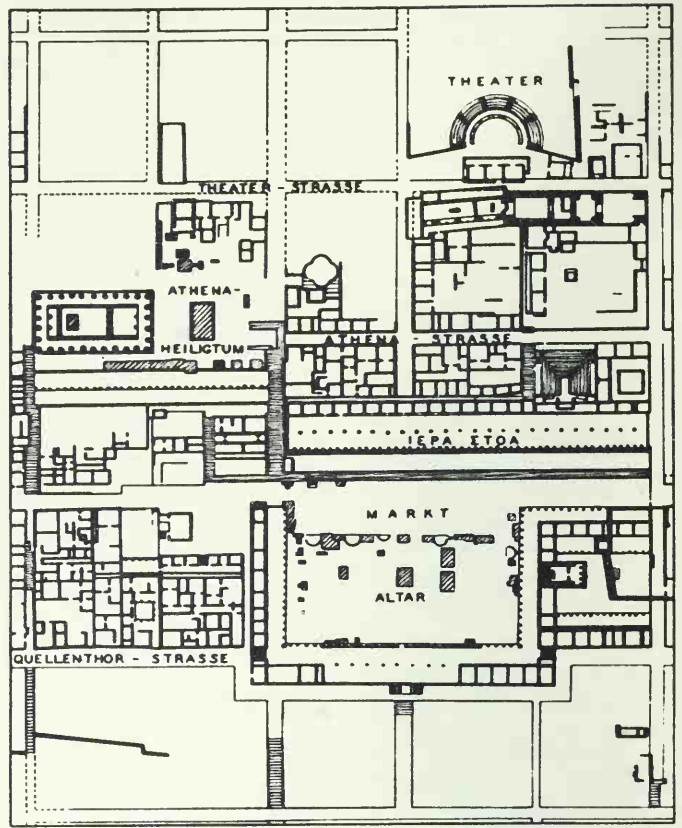 THEATER
THEATER - STRASSE
ATHENA-
HEILIGTUM
ATHENA - STRASSE
ΙΕΡΑ ΣΤΟΑ
MARKT
ALTAR
QUELLENTHOR - STRASSE